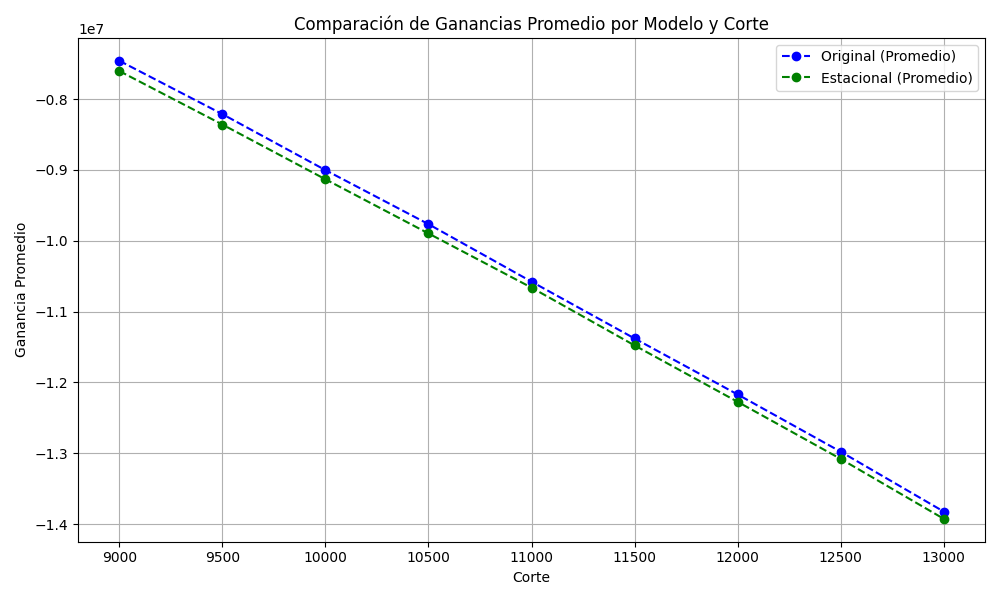 Comparación de Ganancias Promedio por Modelo y Corte
1e7
Original (Promedio)
Estacional (Promedio)
−0.8
−0.9
−1.0
−1.1
−1.2
−1.3
−1.4
Ganancia Promedio
9000 9500 10000 10500 11000 11500 12000 12500 13000
Corte